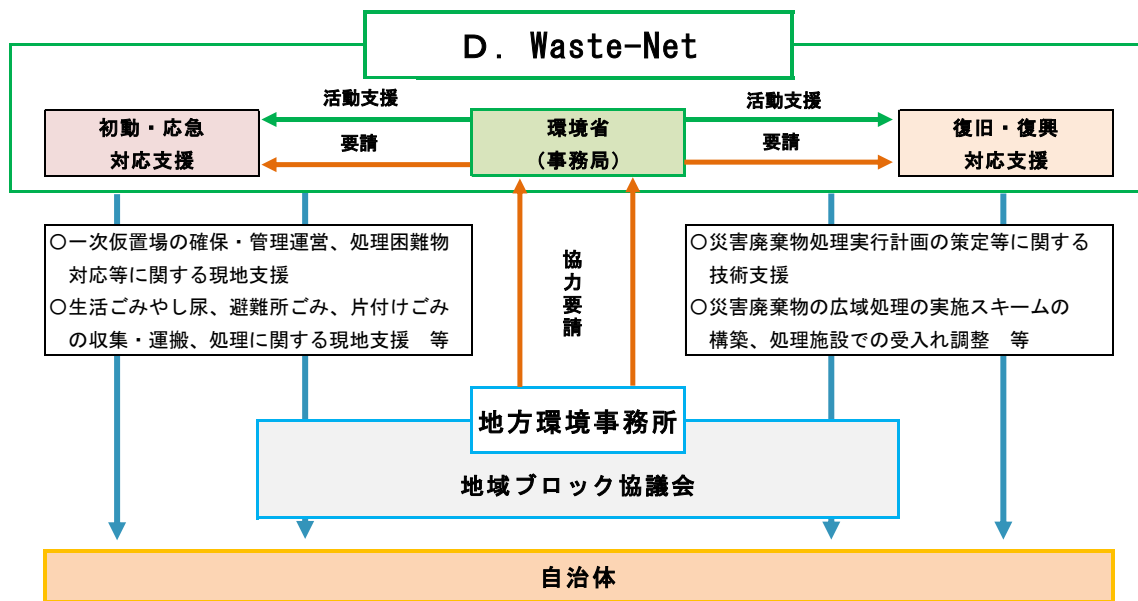 D. Waste-Net
活動支援
活動支援
初動・応急
対応支援
要請
環境省
(事務局)
要請
復旧・復興
対応支援
○一次仮置場の確保・管理運営、処理困難物
対応等に関する現地支援
○生活ごみやし尿、避難所ごみ、片付けごみ
の収集・運搬、処理に関する現地支援　等
協力要請
○災害廃棄物処理実行計画の策定等に関する
技術支援
○災害廃棄物の広域処理の実施スキームの
構築、処理施設での受入れ調整　等
地方環境事務所
地域ブロック協議会
自治体